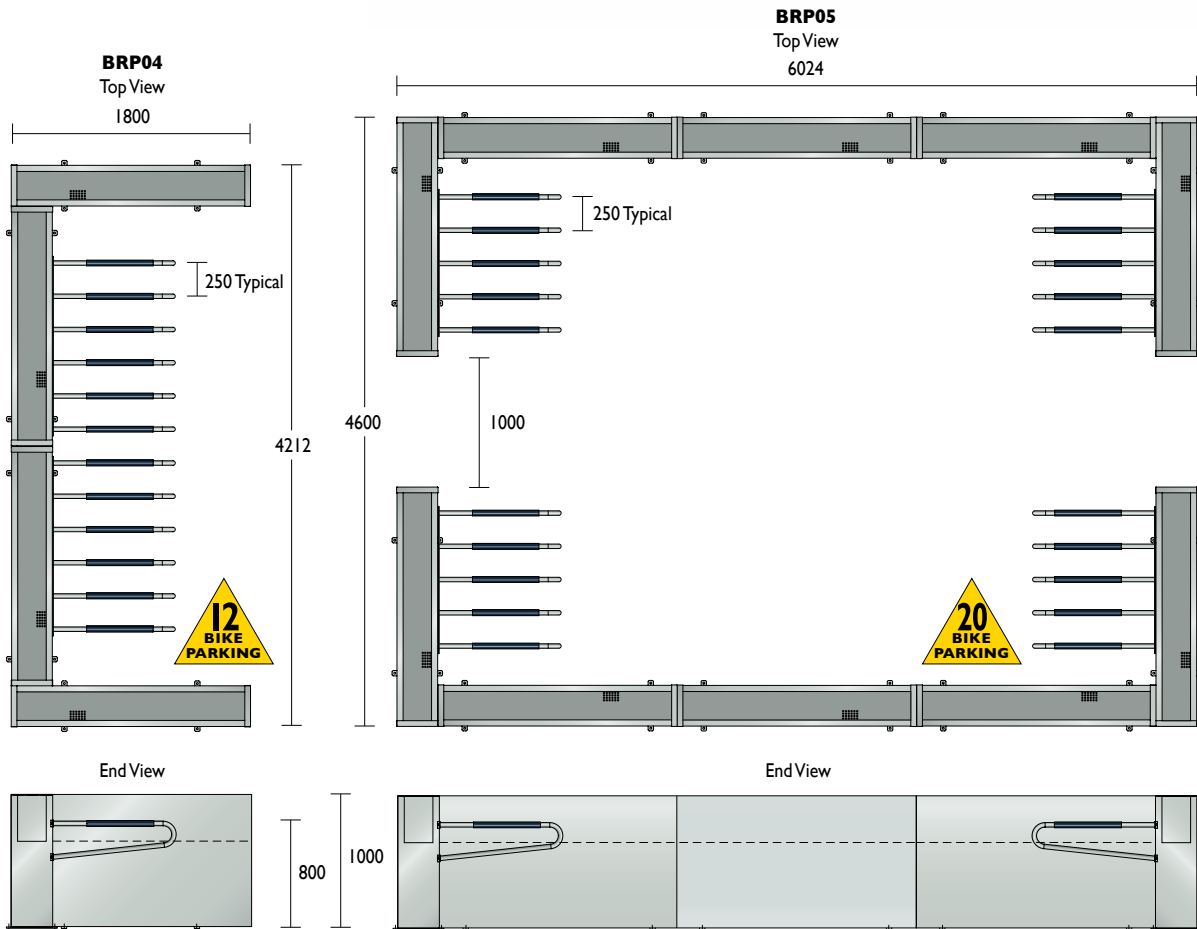 BRP04
Top View
1800
250 Typical
4212
12
BIKE
PARKING
End View
800
1000
BRP05
Top View
6024
250 Typical
4600
1000
20
BIKE
PARKING
End View